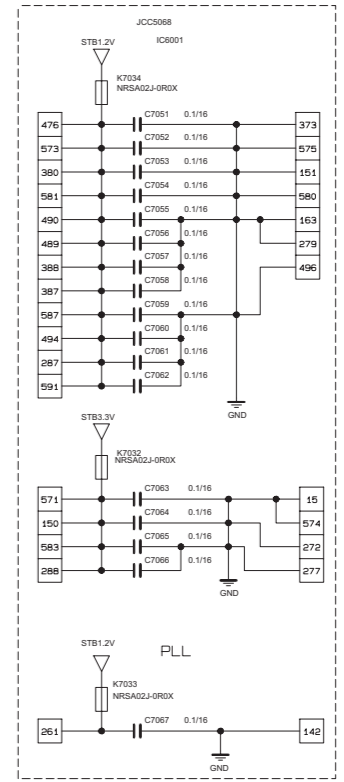 JCC5068
IC6001
STB1.2V
K7034
NRSA02J-0R0X
476 C7051 0.1/16 373
573 C7052 0.1/16 575
380 C7053 0.1/16 151
581 C7054 0.1/16 580
490 C7055 0.1/16 163
489 C7056 0.1/16 279
388 C7057 0.1/16 496
387 C7058 0.1/16
587 C7059 0.1/16
494 C7060 0.1/16
287 C7061 0.1/16
591 C7062 0.1/16
GND
STB3.3V
K7032
NRSA02J-0R0X
571 C7063 0.1/16 15
150 C7064 0.1/16 574
583 C7065 0.1/16 272
288 C7066 0.1/16 277
GND
STB1.2V
PLL
K7033
NRSA02J-0R0X
261 C7067 0.1/16 142
GND